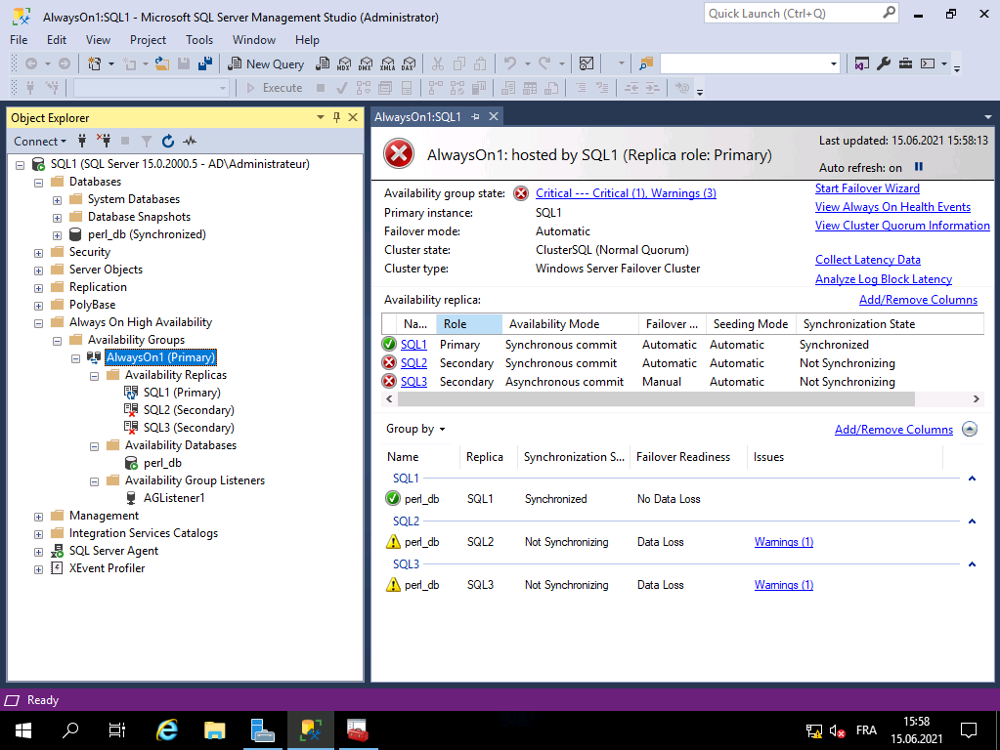 AlwaysOn1:SQL1 - Microsoft SQL Server Management Studio (Administrator)
Quick Launch (Ctrl+Q)
File Edit View Project Tools Window Help
New Query MDX DMX XMLA DAX
Execute
Object Explorer
Connect
SQL1 (SQL Server 15.0.2000.5 - AD\Administrateur)
Databases
System Databases
Database Snapshots
perl_db (Synchronized)
Security
Server Objects
Replication
PolyBase
Always On High Availability
Availability Groups
AlwaysOn1 (Primary)
Availability Replicas
SQL1 (Primary)
SQL2 (Secondary)
SQL3 (Secondary)
Availability Databases
perl_db
Availability Group Listeners
AGListener1
Management
Integration Services Catalogs
SQL Server Agent
XEvent Profiler
AlwaysOn1:SQL1
AlwaysOn1: hosted by SQL1 (Replica role: Primary)
Last updated: 15.06.2021 15:58:13
Auto refresh: on
Availability group state: Critical --- Critical (1), Warnings (3)
Primary instance: SQL1
Failover mode: Automatic
Cluster state: ClusterSQL (Normal Quorum)
Cluster type: Windows Server Failover Cluster
Start Failover Wizard
View Always On Health Events
View Cluster Quorum Information
Collect Latency Data
Analyze Log Block Latency
Availability replica: Add/Remove Columns
Na... Role Availability Mode Failover ... Seeding Mode Synchronization State
SQL1 Primary Synchronous commit Automatic Automatic Synchronized
SQL2 Secondary Synchronous commit Automatic Automatic Not Synchronizing
SQL3 Secondary Asynchronous commit Manual Automatic Not Synchronizing
Group by Add/Remove Columns
Name Replica Synchronization S... Failover Readiness Issues
SQL1
perl_db SQL1 Synchronized No Data Loss
SQL2
perl_db SQL2 Not Synchronizing Data Loss Warnings (1)
SQL3
perl_db SQL3 Not Synchronizing Data Loss Warnings (1)
Ready
FRA
15:58
15.06.2021